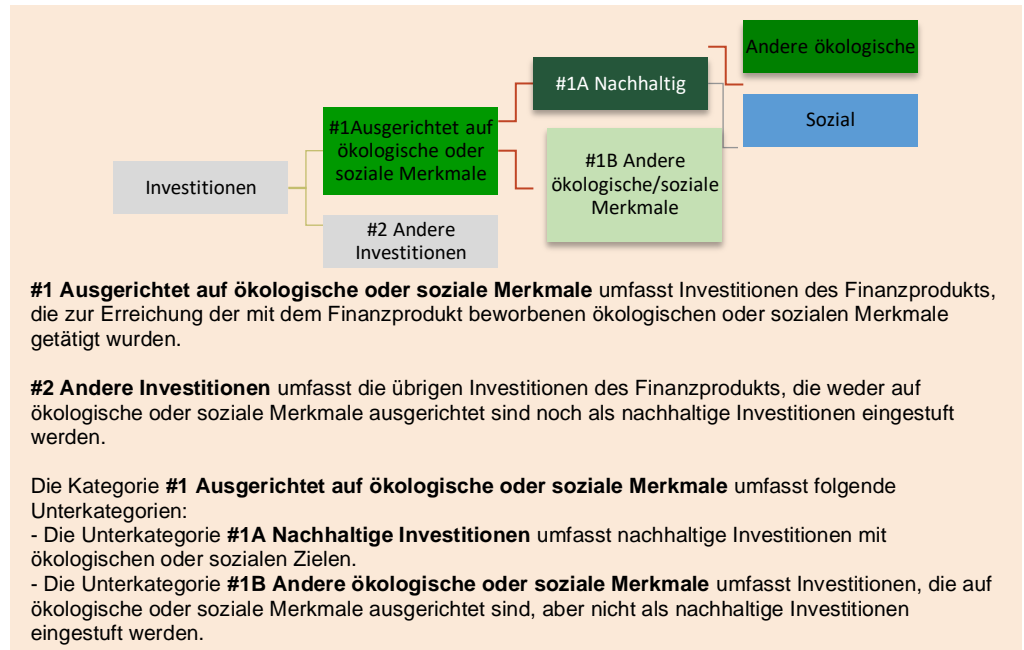 Andere ökologische
#1A Nachhaltig
Sozial
#1Ausgerichtet auf
ökologische oder
soziale Merkmale
#1B Andere
ökologische/soziale
Merkmale
Investitionen
#2 Andere
Investitionen
#1 Ausgerichtet auf ökologische oder soziale Merkmale umfasst Investitionen des Finanzprodukts,
die zur Erreichung der mit dem Finanzprodukt beworbenen ökologischen oder sozialen Merkmale
getätigt wurden.
#2 Andere Investitionen umfasst die übrigen Investitionen des Finanzprodukts, die weder auf
ökologische oder soziale Merkmale ausgerichtet sind noch als nachhaltige Investitionen eingestuft
werden.
Die Kategorie #1 Ausgerichtet auf ökologische oder soziale Merkmale umfasst folgende
Unterkategorien:
- Die Unterkategorie #1A Nachhaltige Investitionen umfasst nachhaltige Investitionen mit
ökologischen oder sozialen Zielen.
- Die Unterkategorie #1B Andere ökologische oder soziale Merkmale umfasst Investitionen, die auf
ökologische oder soziale Merkmale ausgerichtet sind, aber nicht als nachhaltige Investitionen
eingestuft werden.